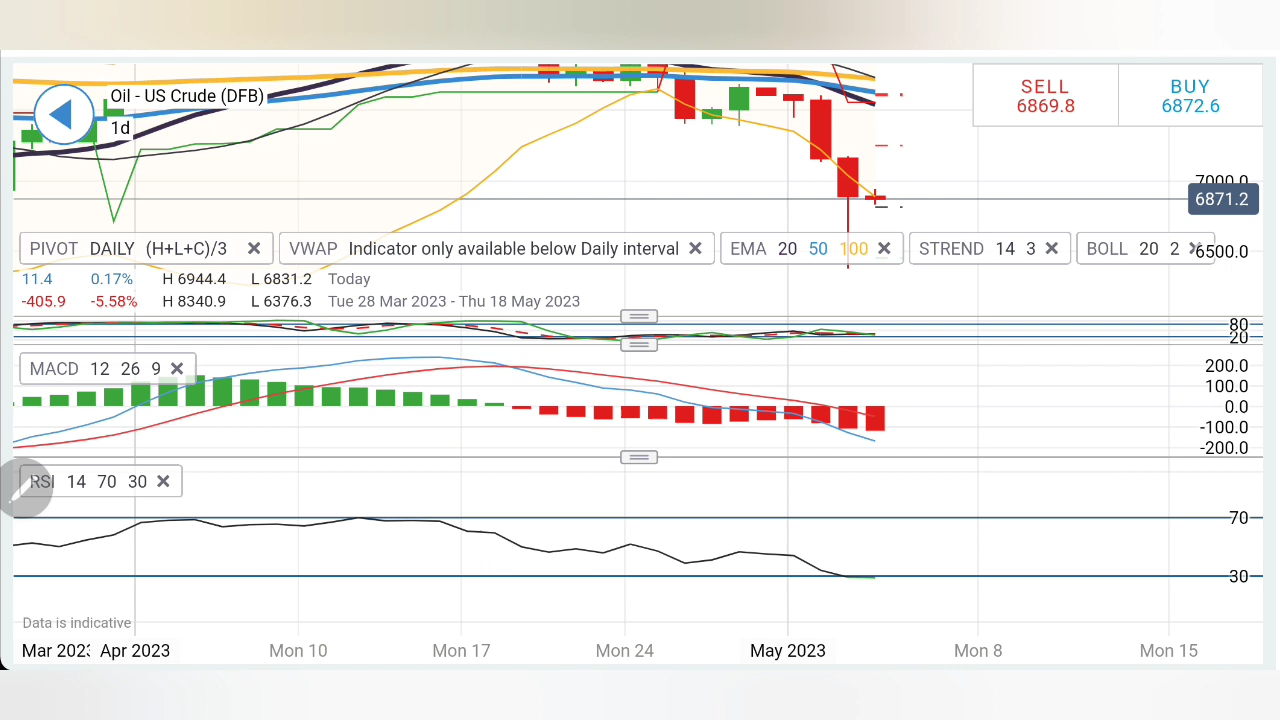 Oil - US Crude (DFB)
1d
SELL
6869.8
BUY
6872.6
7000.0
6871.2
6500.0
PIVOT DAILY (H+L+C)/3
VWAP Indicator only available below Daily interval
EMA 20 50 100
STREND 14 3
BOLL 20 2
11.4 0.17% H 6944.4 L 6831.2 Today
-405.9 -5.58% H 8340.9 L 6376.3 Tue 28 Mar 2023 - Thu 18 May 2023
80
20
MACD 12 26 9
200.0
100.0
0.0
-100.0
-200.0
RSI 14 70 30
70
30
Data is indicative
Mar 2023 Apr 2023 Mon 10 Mon 17 Mon 24 May 2023 Mon 8 Mon 15